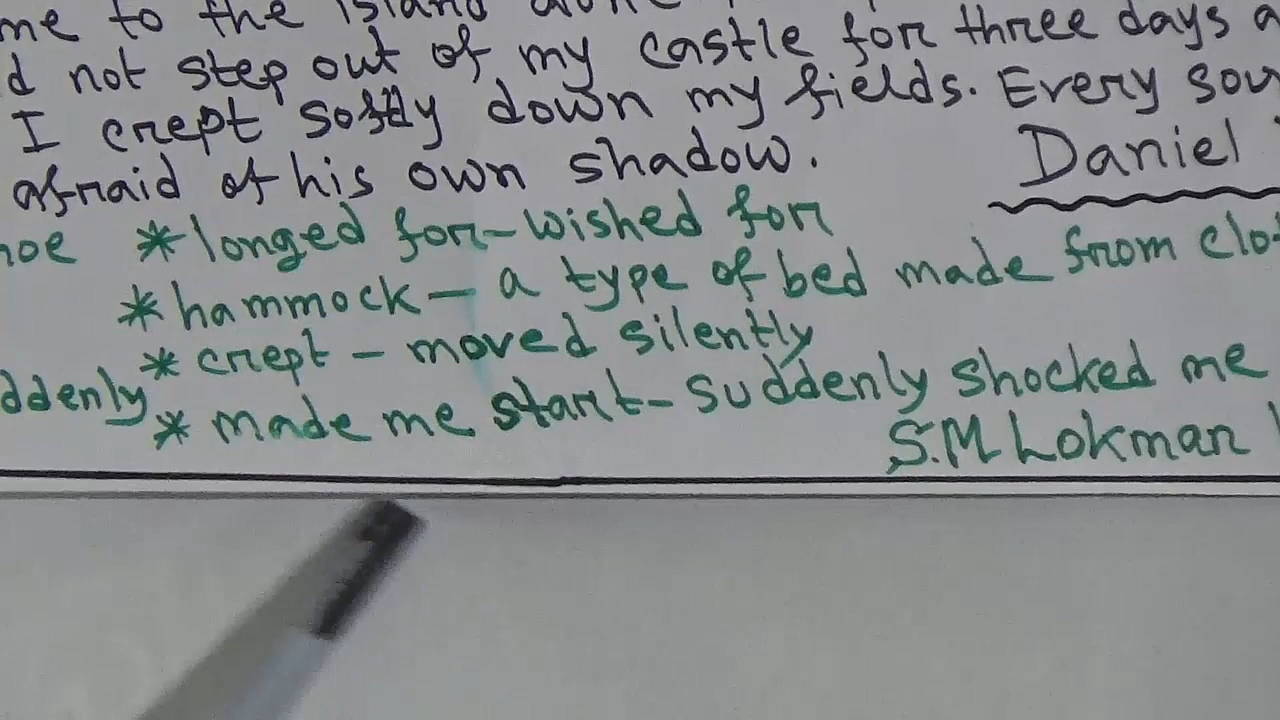 me to the island alone
d not step out of my castle for three days a
I crept softly down my fields. Every sou
afraid of his own shadow.
Daniel
noe * longed for - wished for
* hammock - a type of bed made from clo
* crept - moved silently
ddenly * made me start - suddenly shocked me
S.M Lokman